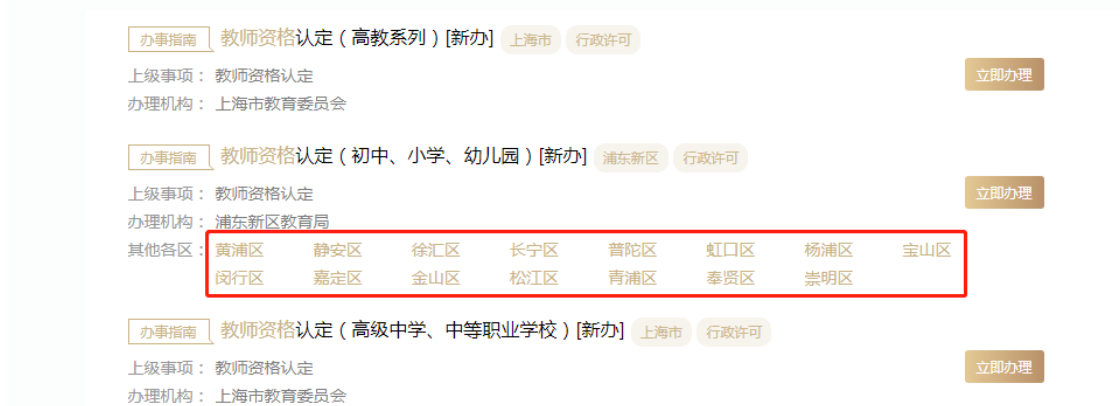 办事指南 教师资格认定（高教系列）[新办] 上海市 行政许可
上级事项： 教师资格认定 立即办理
办理机构： 上海市教育委员会
办事指南 教师资格认定（初中、小学、幼儿园）[新办] 浦东新区 行政许可
上级事项： 教师资格认定 立即办理
办理机构： 浦东新区教育局
其他各区： 黄浦区 静安区 徐汇区 长宁区 普陀区 虹口区 杨浦区 宝山区
闵行区 嘉定区 金山区 松江区 青浦区 奉贤区 崇明区
办事指南 教师资格认定（高级中学、中等职业学校）[新办] 上海市 行政许可
上级事项： 教师资格认定 立即办理
办理机构： 上海市教育委员会